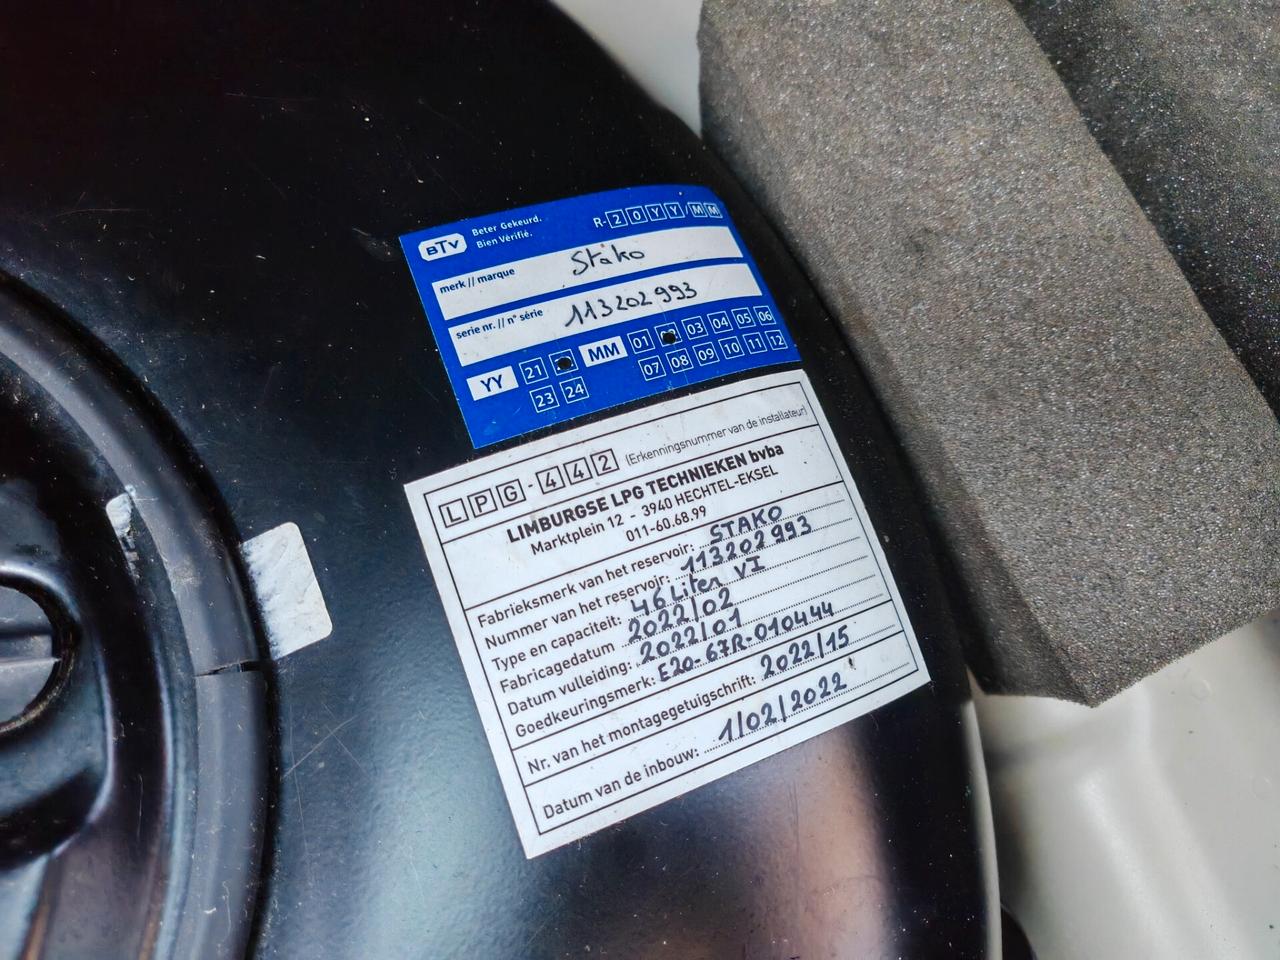 BTV Beter Gekeurd. R-20YY/MM
Bien Vérifié.
merk // marque Stako
serie nr. // n° série 113202993
YY 21 MM 01 03 04 05 06
23 24 07 08 09 10 11 12
LPG-442 (Erkenningsnummer van de installateur)
LIMBURGSE LPG TECHNIEKEN bvba
Marktplein 12 - 3940 HECHTEL-EKSEL
011-60.68.99
Fabrieksmerk van het reservoir: STAKO
Nummer van het reservoir: 113202993
Type en capaciteit: 46 Liter VI
Fabricagedatum 2022/02
Datum vulleiding: 2022/01
Goedkeuringsmerk: E20-67R-010444
Nr. van het montagegetuigschrift: 2022/15
Datum van de inbouw: 1/02/2022